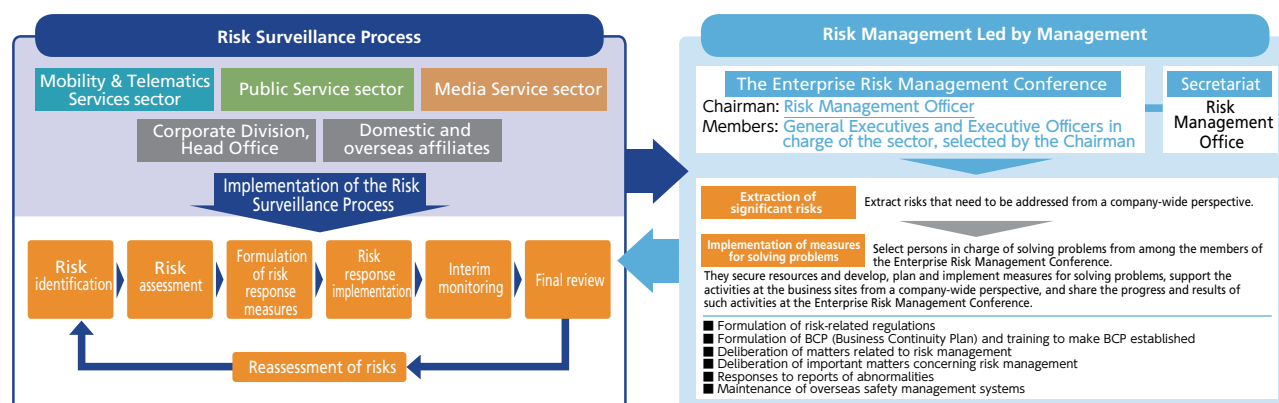 Risk Surveillance Process
Mobility & Telematics
Services sector
Public Service sector
Media Service sector
Corporate Division,
Head Office
Domestic and
overseas affiliates
Implementation of the Risk
Surveillance Process
Risk
identification
Risk
assessment
Formulation
of risk
response
measures
Risk
response
implementation
Interim
monitoring
Final review
Reassessment of risks
Risk Management Led by Management
The Enterprise Risk Management Conference
Chairman: Risk Management Officer
Members: General Executives and Executive Officers in
charge of the sector, selected by the Chairman
Secretariat
Risk
Management
Office
Extraction of
significant risks
Extract risks that need to be addressed from a company-wide perspective.
Implementation of measures
for solving problems
Select persons in charge of solving problems from among the members of
the Enterprise Risk Management Conference.
They secure resources and develop, plan and implement measures for solving problems, support the
activities at the business sites from a company-wide perspective, and share the progress and results of
such activities at the Enterprise Risk Management Conference.
■ Formulation of risk-related regulations
■ Formulation of BCP (Business Continuity Plan) and training to make BCP established
■ Deliberation of matters related to risk management
■ Deliberation of important matters concerning risk management
■ Responses to reports of abnormalities
■ Maintenance of overseas safety management systems